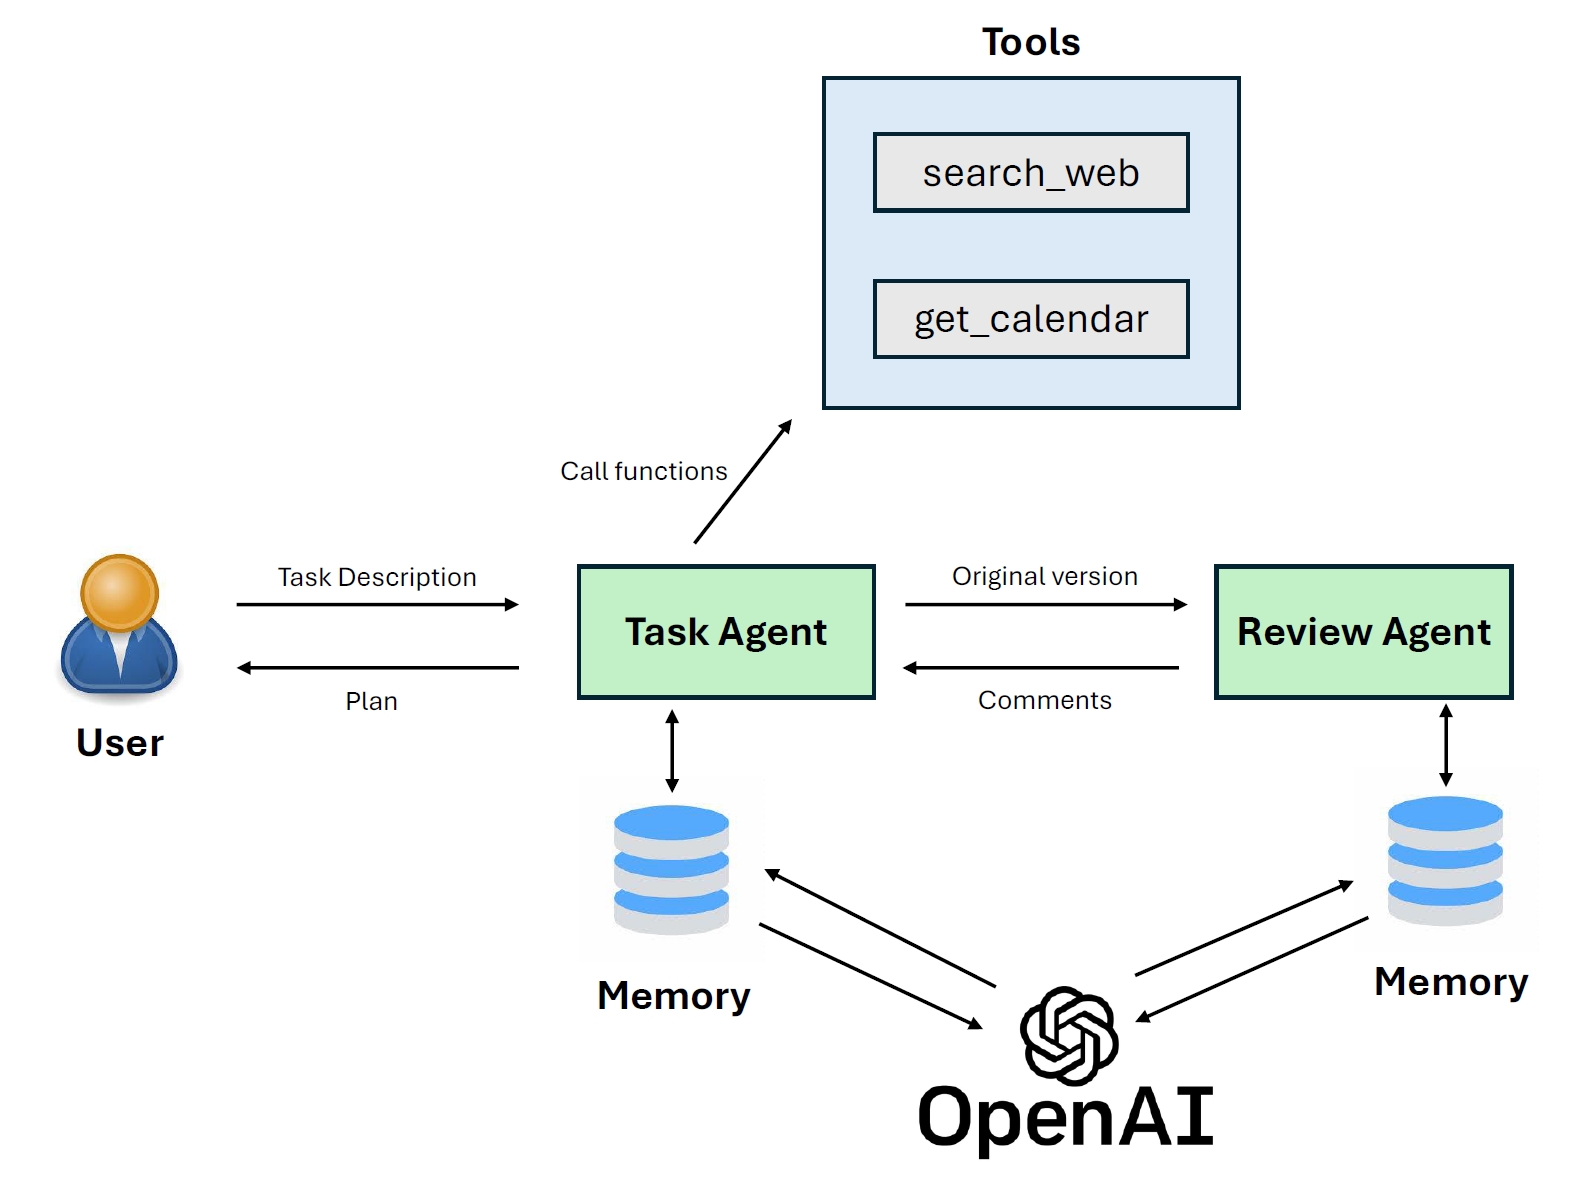 Tools
search_web
get_calendar
Call functions
Task Description
Original version
Task Agent
Review Agent
Plan
Comments
User
Memory
Memory
OpenAI